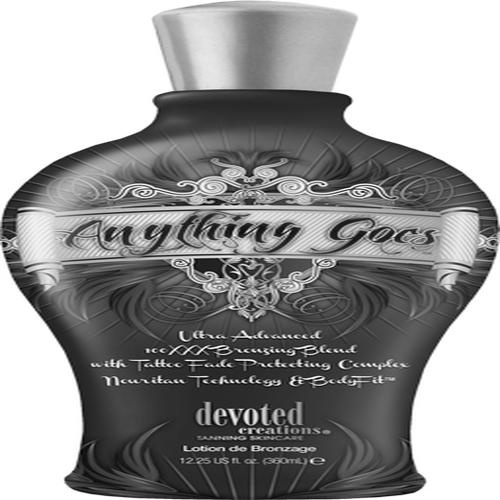 Anything Goes
Ultra Advanced
100XXX Bronzing Blend
with Tattoo Fade Protecting Complex
Nouritan Technology & BodyFit™
devoted
creations®
TANNING SKINCARE
Lotion de Bronzage
12.25 US fl. oz. (360mL) e